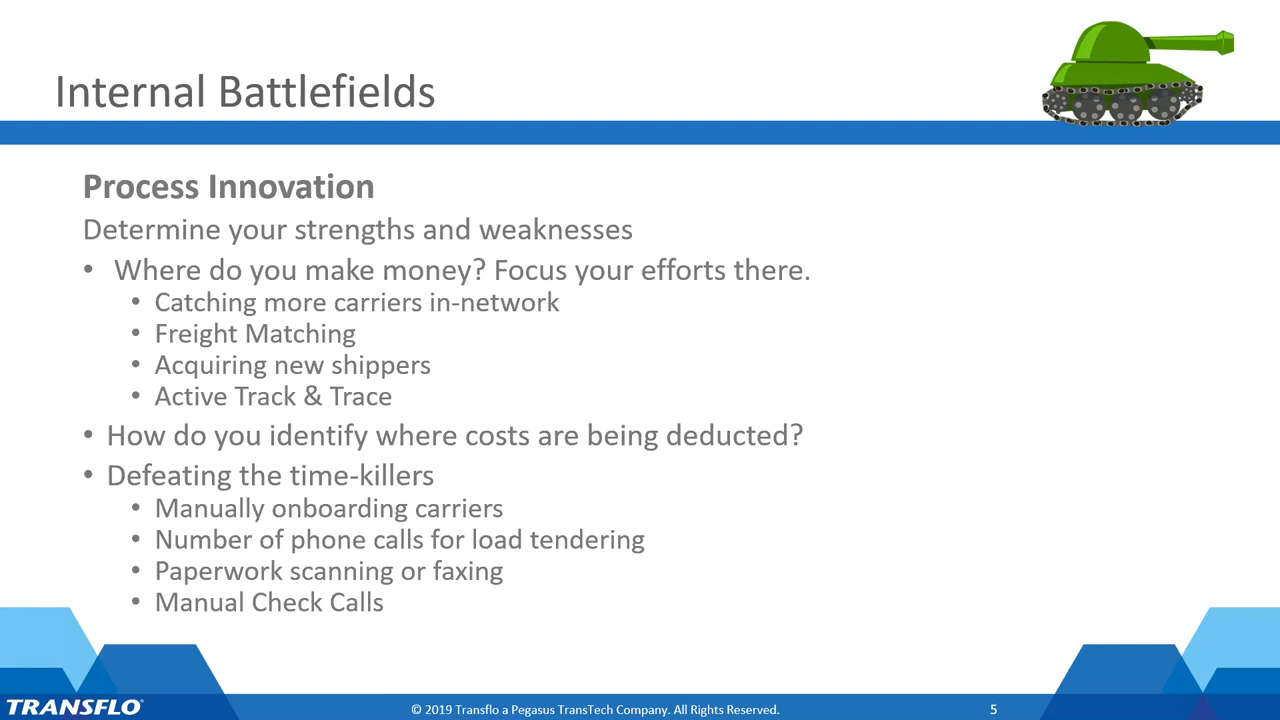 Internal Battlefields
Process Innovation
Determine your strengths and weaknesses
• Where do you make money? Focus your efforts there.
• Catching more carriers in-network
• Freight Matching
• Acquiring new shippers
• Active Track & Trace
• How do you identify where costs are being deducted?
• Defeating the time-killers
• Manually onboarding carriers
• Number of phone calls for load tendering
• Paperwork scanning or faxing
• Manual Check Calls
TRANSFLO®
© 2019 Transflo a Pegasus TransTech Company. All Rights Reserved.
5